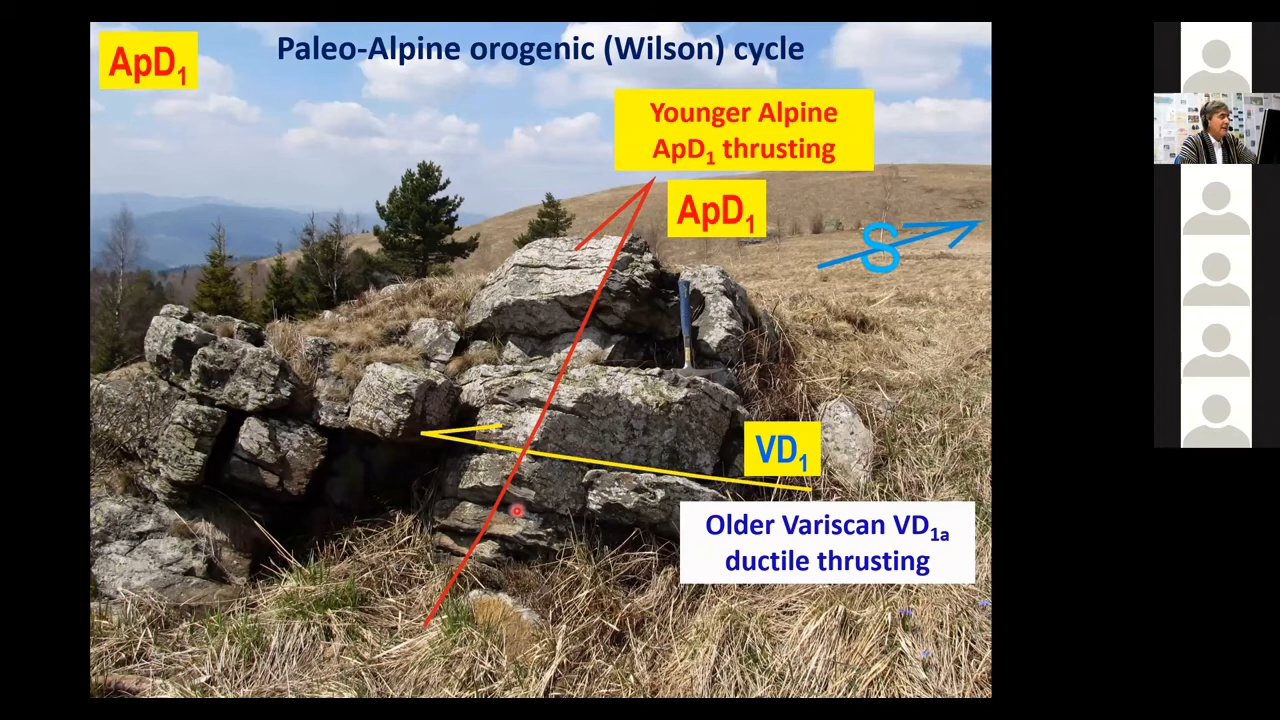 ApD₁
Paleo-Alpine orogenic (Wilson) cycle
Younger Alpine
ApD₁ thrusting
ApD₁
S
VD₁
Older Variscan VD₁ₐ
ductile thrusting